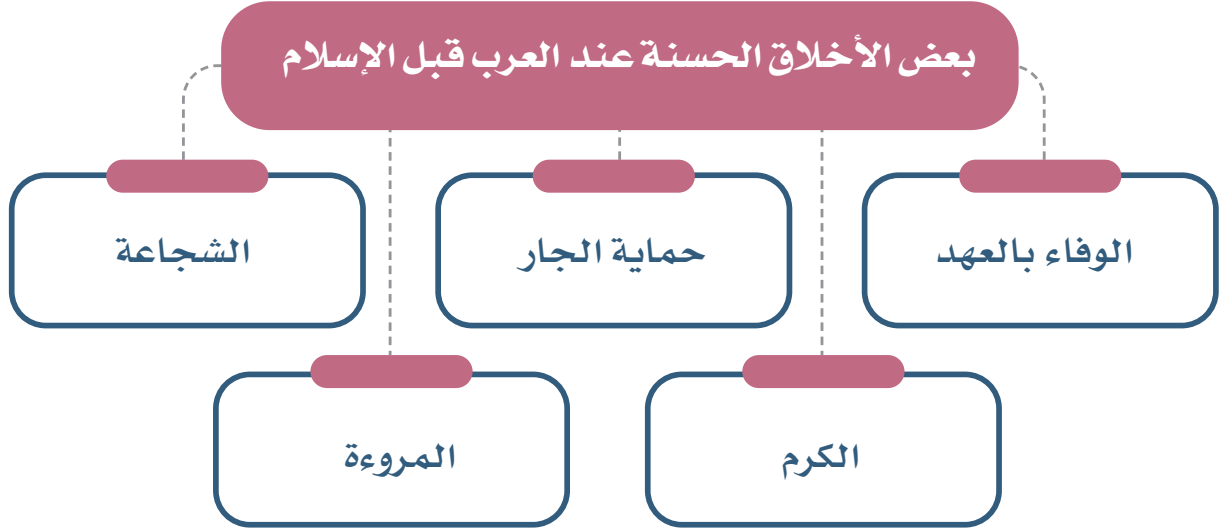 بعض الأخلاق الحسنة عند العرب قبل الإسلام
الوفاء بالعهد
حماية الجار
الشجاعة
الكرم
المروءة